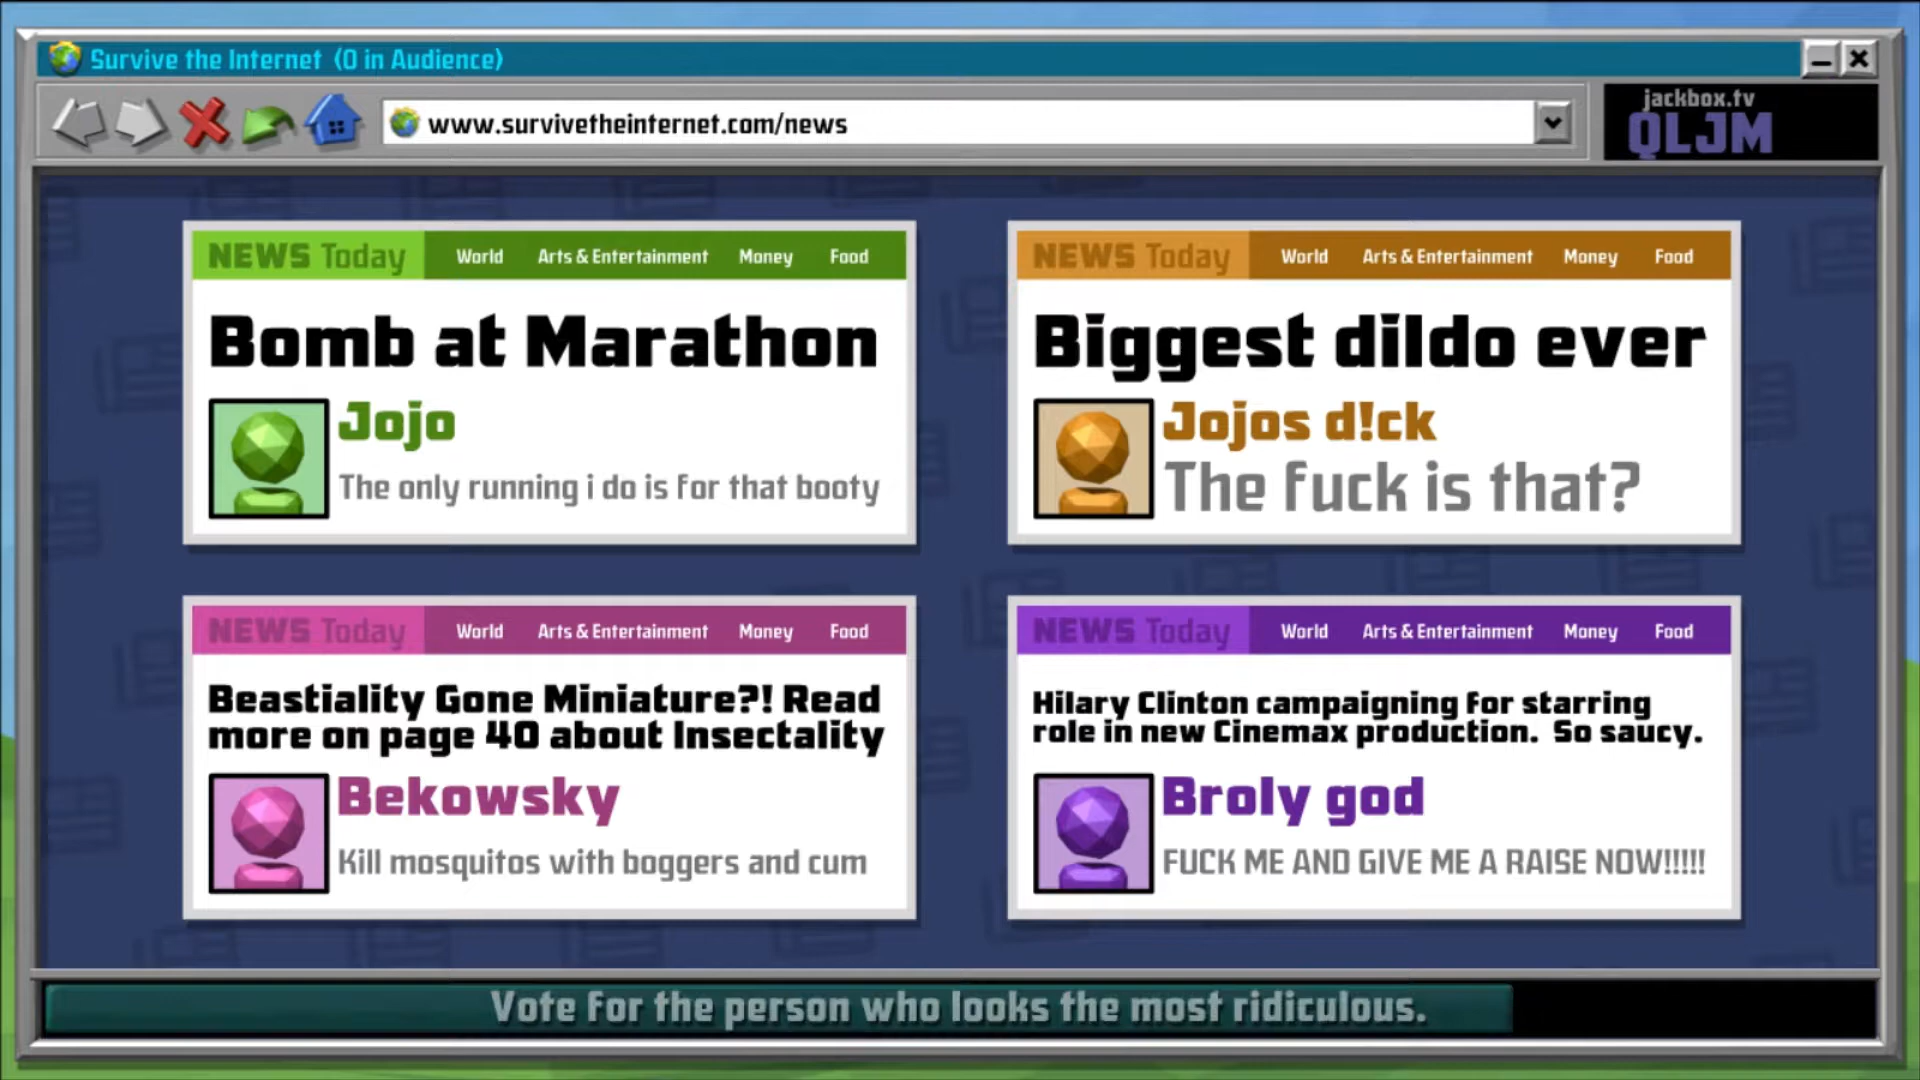 Survive the Internet (0 in Audience)
www.survivetheinternet.com/news
jackbox.tv
QLJM
NEWS Today World Arts & Entertainment Money Food
Bomb at Marathon
Jojo
The only running i do is for that booty
NEWS Today World Arts & Entertainment Money Food
Biggest dildo ever
Jojos d!ck
The fuck is that?
NEWS Today World Arts & Entertainment Money Food
Beastiality Gone Miniature?! Read
more on page 40 about Insectality
Bekowsky
Kill mosquitos with boggers and cum
NEWS Today World Arts & Entertainment Money Food
Hilary Clinton campaigning for starring
role in new Cinemax production. So saucy.
Broly god
FUCK ME AND GIVE ME A RAISE NOW!!!!!
Vote for the person who looks the most ridiculous.